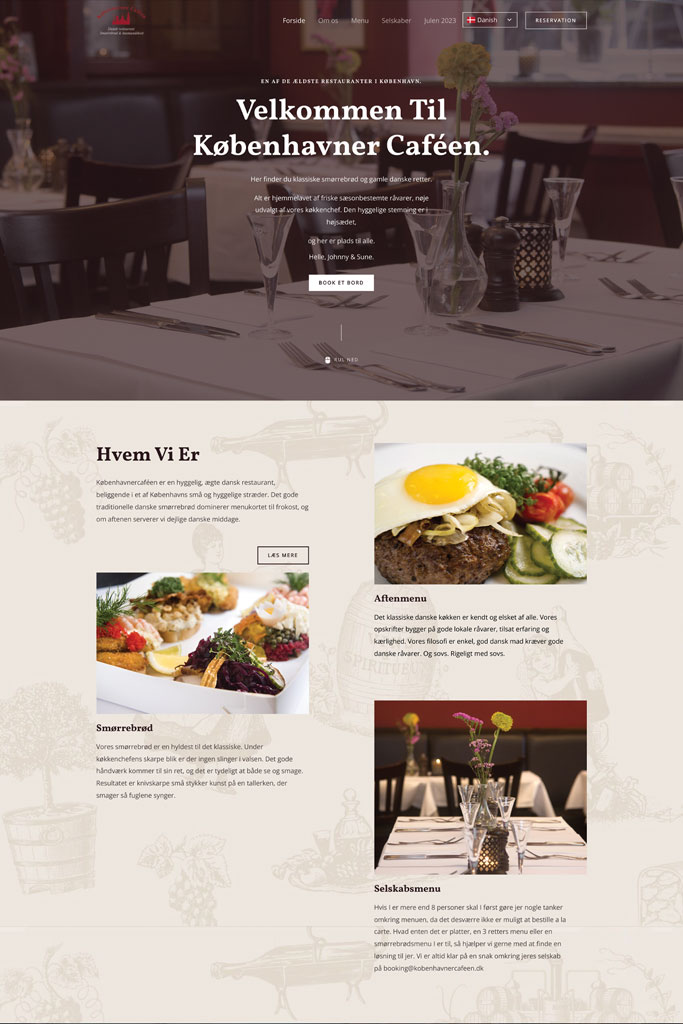 Forside Om os Menu Selskaber Julen 2023 Danish RESERVATION
EN AF DE ÆLDSTE RESTAURANTER I KØBENHAVN.
Velkommen Til
Københavner Caféen.
Her finder du klassiske smørrebrød og gamle danske retter.
Alt er hjemmelavet af friske sæsonbestemte råvarer, nøje
udvalgt af vores køkkenchef. Den hyggelige stemning er i
højsædet,
og her er plads til alle.
Helle, Johnny & Sune.
BOOK ET BORD
RUL NED
Hvem Vi Er
Københavnercaféen er en hyggelig, ægte dansk restaurant,
beliggende i et af Københavns små og hyggelige stræder. Det gode
traditionelle danske smørrebrød dominerer menukortet til frokost, og
om aftenen serverer vi dejlige danske middage.
LÆS MERE
Smørrebrød
Vores smørrebrød er en hyldest til det klassiske. Under
køkkenchefens skarpe blik er der ingen slinger i valsen. Det gode
håndværk kommer til sin ret, og det er tydeligt at både se og smage.
Resultatet er knivskarpe små stykker kunst på en tallerken, der
smager så fuglene synger.
Aftenmenu
Det klassiske danske køkken er kendt og elsket af alle. Vores
opskrifter bygger på gode lokale råvarer, tilsat erfaring og
kærlighed. Vores filosofi er enkel, god dansk mad kræver gode
danske råvarer. Og sovs. Rigeligt med sovs.
SPIRITUE
Selskabsmenu
Hvis I er mere end 8 personer skal I først gøre jer nogle tanker
omkring menuen, da det desværre ikke er muligt at bestille a la
carte. Hvad enten det er platter, en 3 retters menu eller en
smørrebrødsmenu I er til, så hjælper vi gerne med at finde en
løsning til jer. Vi er altid klar på en snak omkring jeres selskab
på booking@kobenhavnercafeen.dk